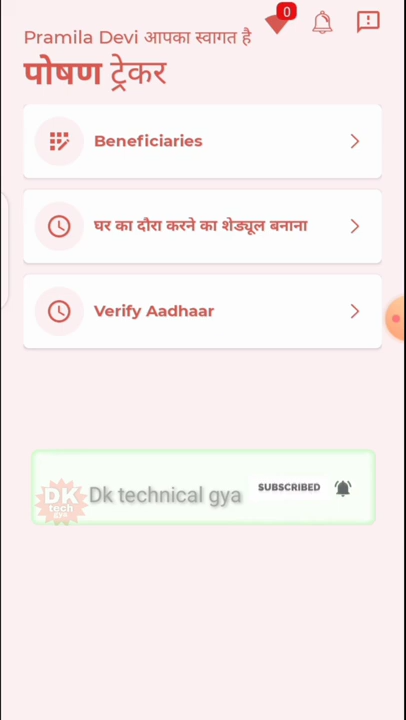 0
Pramila Devi आपका स्वागत है
पोषण ट्रेकर
Beneficiaries
घर का दौरा करने का शेड्यूल बनाना
Verify Aadhaar
DK
tech
gya
Dk technical gya
SUBSCRIBED